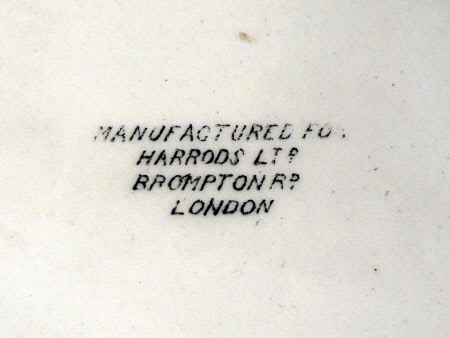 MANUFACTURED FOR
HARRODS LTD
BROMPTON RD
LONDON